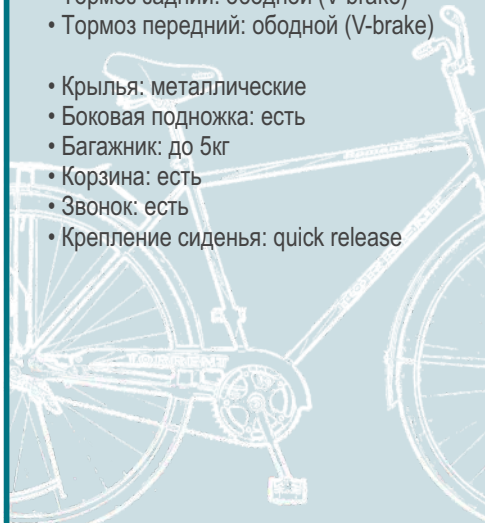 • Тормоз задний: ободной (V-brake)
• Тормоз передний: ободной (V-brake)
• Крылья: металлические
• Боковая подножка: есть
• Багажник: до 5кг
• Корзина: есть
• Звонок: есть
• Крепление сиденья: quick release
TORRENT